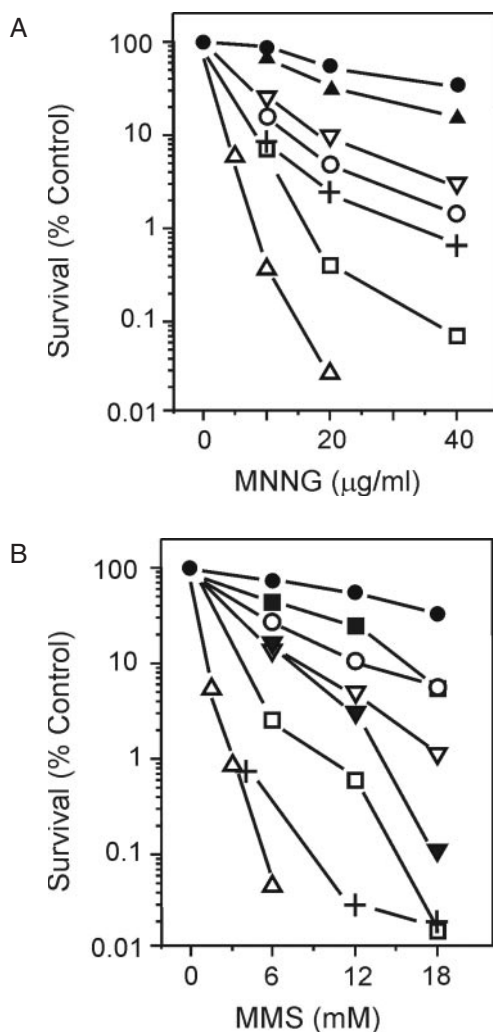 A
Survival (% Control)
100
10
1
0.1
0.01
0 20 40
MNNG (μg/ml)
B
Survival (% Control)
100
10
1
0.1
0.01
0 6 12 18
MMS (mM)